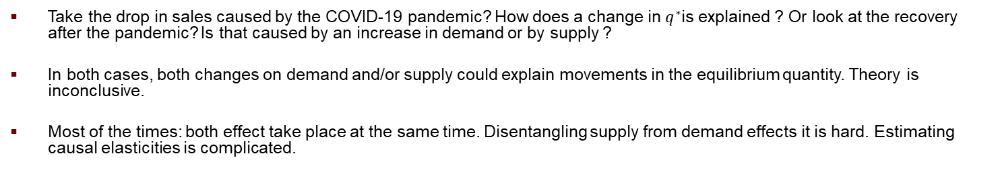 Take the drop in sales caused by the COVID-19 pandemic? How does a change in q*is explained ? Or look at the recovery
after the pandemic? Is that caused by an increase in demand or by supply ?
In both cases, both changes on demand and/or supply could explain movements in the equilibrium quantity. Theory is
inconclusive.
Most of the times: both effect take place at the same time. Disentangling supply from demand effects it is hard. Estimating
causal elasticities is complicated.